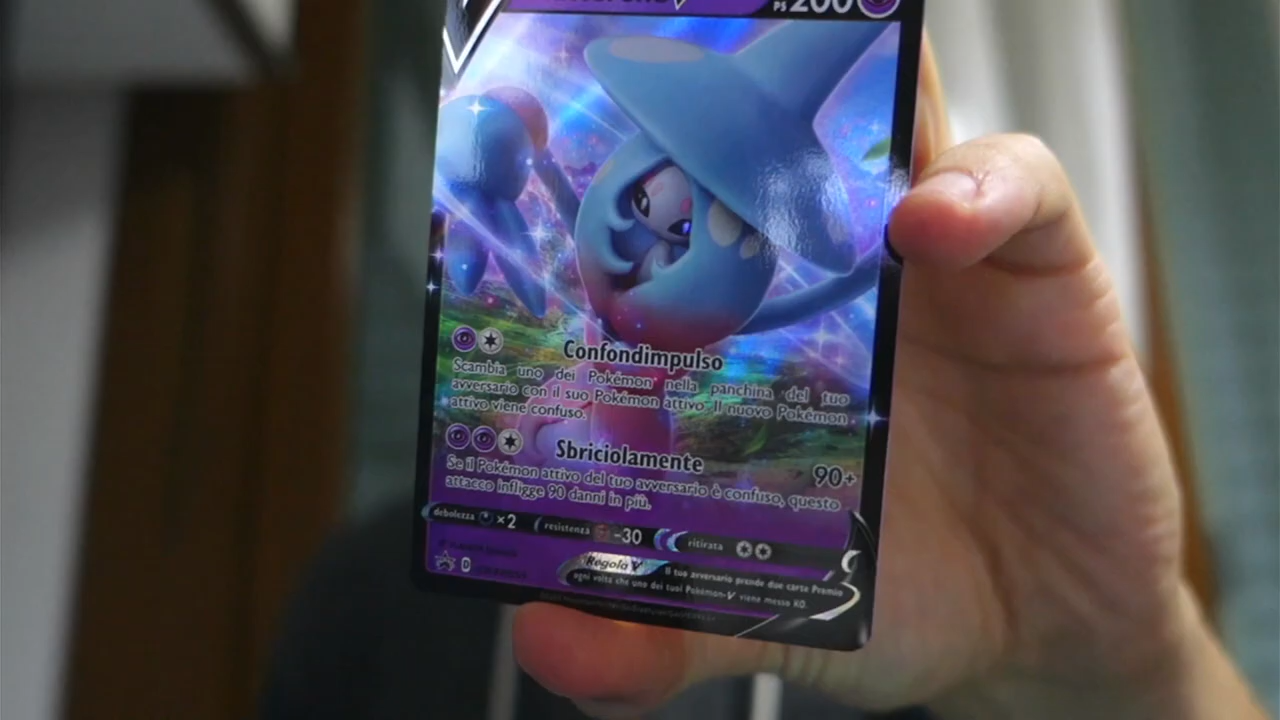 PS 200
Confondimpulso
Scambia uno dei Pokémon nella panchina del tuo
avversario con il suo Pokémon attivo. Il nuovo Pokémon
attivo viene confuso.
Sbriciolamente 90+
Se il Pokémon attivo del tuo avversario è confuso, questo
attacco infligge 90 danni in più.
debolezza ×2 resistenza -30 ritirata
D
Regola V Il tuo avversario prende due carte Premio
ogni volta che uno dei tuoi Pokémon-V viene messo KO.